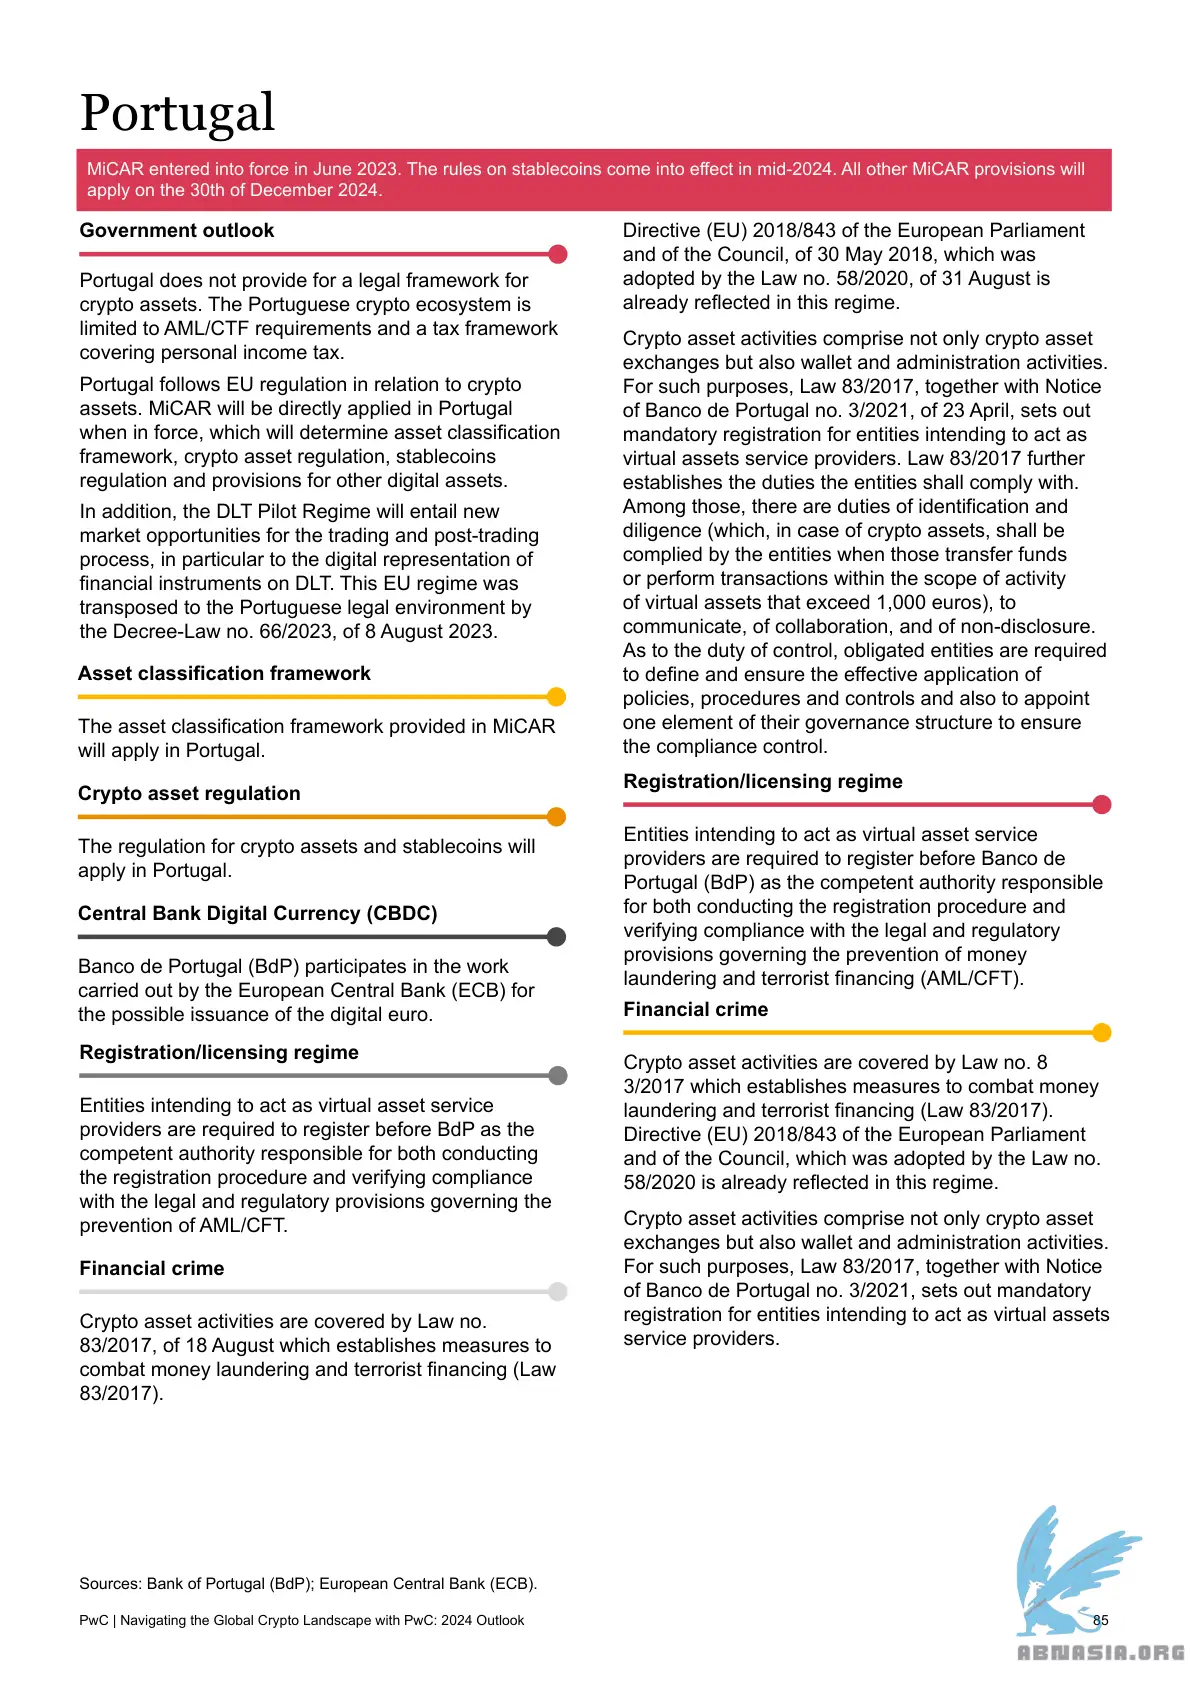 Portugal
MiCAR entered into force in June 2023. The rules on stablecoins come into effect in mid-2024. All other MiCAR provisions will
apply on the 30th of December 2024.
Government outlook
Portugal does not provide for a legal framework for
crypto assets. The Portuguese crypto ecosystem is
limited to AML/CTF requirements and a tax framework
covering personal income tax.
Portugal follows EU regulation in relation to crypto
assets. MiCAR will be directly applied in Portugal
when in force, which will determine asset classification
framework, crypto asset regulation, stablecoins
regulation and provisions for other digital assets.
In addition, the DLT Pilot Regime will entail new
market opportunities for the trading and post-trading
process, in particular to the digital representation of
financial instruments on DLT. This EU regime was
transposed to the Portuguese legal environment by
the Decree-Law no. 66/2023, of 8 August 2023.
Asset classification framework
The asset classification framework provided in MiCAR
will apply in Portugal.
Crypto asset regulation
The regulation for crypto assets and stablecoins will
apply in Portugal.
Central Bank Digital Currency (CBDC)
Banco de Portugal (BdP) participates in the work
carried out by the European Central Bank (ECB) for
the possible issuance of the digital euro.
Registration/licensing regime
Entities intending to act as virtual asset service
providers are required to register before BdP as the
competent authority responsible for both conducting
the registration procedure and verifying compliance
with the legal and regulatory provisions governing the
prevention of AML/CFT.
Financial crime
Crypto asset activities are covered by Law no.
83/2017, of 18 August which establishes measures to
combat money laundering and terrorist financing (Law
83/2017).
Directive (EU) 2018/843 of the European Parliament
and of the Council, of 30 May 2018, which was
adopted by the Law no. 58/2020, of 31 August is
already reflected in this regime.
Crypto asset activities comprise not only crypto asset
exchanges but also wallet and administration activities.
For such purposes, Law 83/2017, together with Notice
of Banco de Portugal no. 3/2021, of 23 April, sets out
mandatory registration for entities intending to act as
virtual assets service providers. Law 83/2017 further
establishes the duties the entities shall comply with.
Among those, there are duties of identification and
diligence (which, in case of crypto assets, shall be
complied by the entities when those transfer funds
or perform transactions within the scope of activity
of virtual assets that exceed 1,000 euros), to
communicate, of collaboration, and of non-disclosure.
As to the duty of control, obligated entities are required
to define and ensure the effective application of
policies, procedures and controls and also to appoint
one element of their governance structure to ensure
the compliance control.
Registration/licensing regime
Entities intending to act as virtual asset service
providers are required to register before Banco de
Portugal (BdP) as the competent authority responsible
for both conducting the registration procedure and
verifying compliance with the legal and regulatory
provisions governing the prevention of money
laundering and terrorist financing (AML/CFT).
Financial crime
Crypto asset activities are covered by Law no. 8
3/2017 which establishes measures to combat money
laundering and terrorist financing (Law 83/2017).
Directive (EU) 2018/843 of the European Parliament
and of the Council, which was adopted by the Law no.
58/2020 is already reflected in this regime.
Crypto asset activities comprise not only crypto asset
exchanges but also wallet and administration activities.
For such purposes, Law 83/2017, together with Notice
of Banco de Portugal no. 3/2021, sets out mandatory
registration for entities intending to act as virtual assets
service providers.
Sources: Bank of Portugal (BdP); European Central Bank (ECB).
PwC | Navigating the Global Crypto Landscape with PwC: 2024 Outlook
85
ABNASIA.ORG